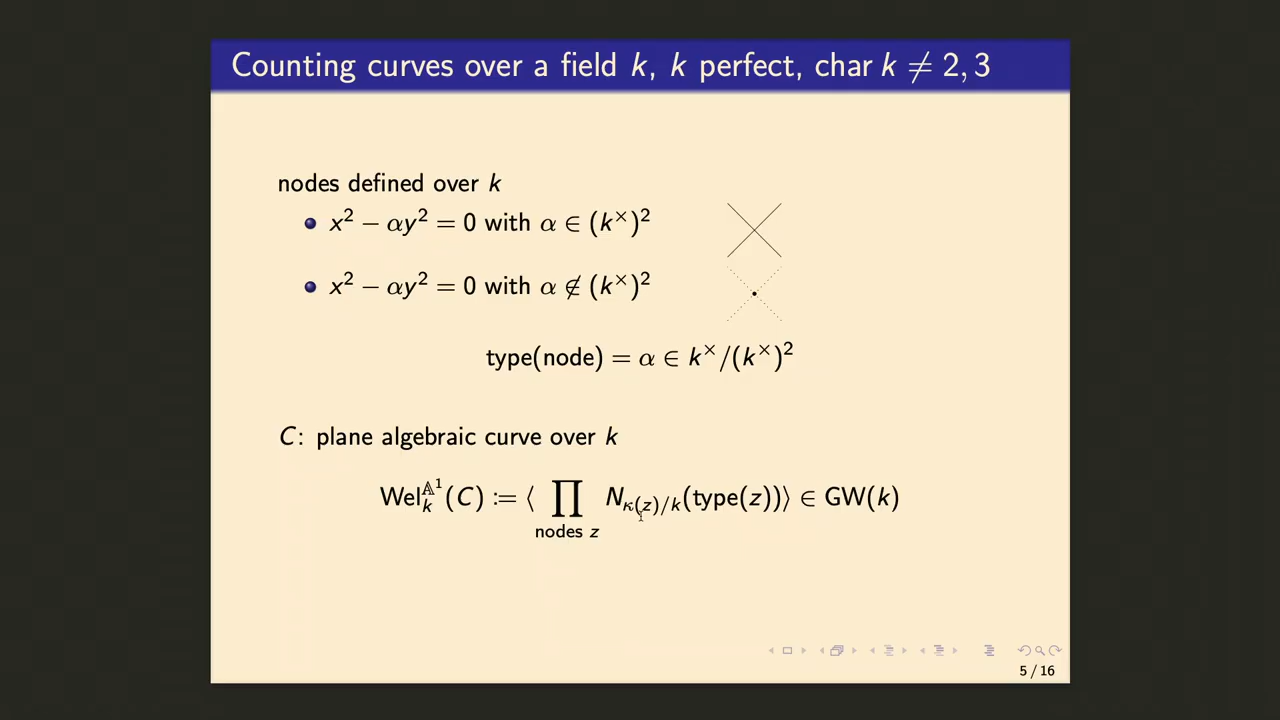 Counting curves over a field k, k perfect, char k ≠ 2, 3
nodes defined over k
x² − αy² = 0 with α ∈ (k^×)²
x² − αy² = 0 with α ∉ (k^×)²
type(node) = α ∈ k^×/(k^×)²
C: plane algebraic curve over k
Wel_k^{𝔸¹}(C) := ⟨ ∏_{nodes z} N_{κ(z)/k}(type(z))⟩ ∈ GW(k)
5 / 16